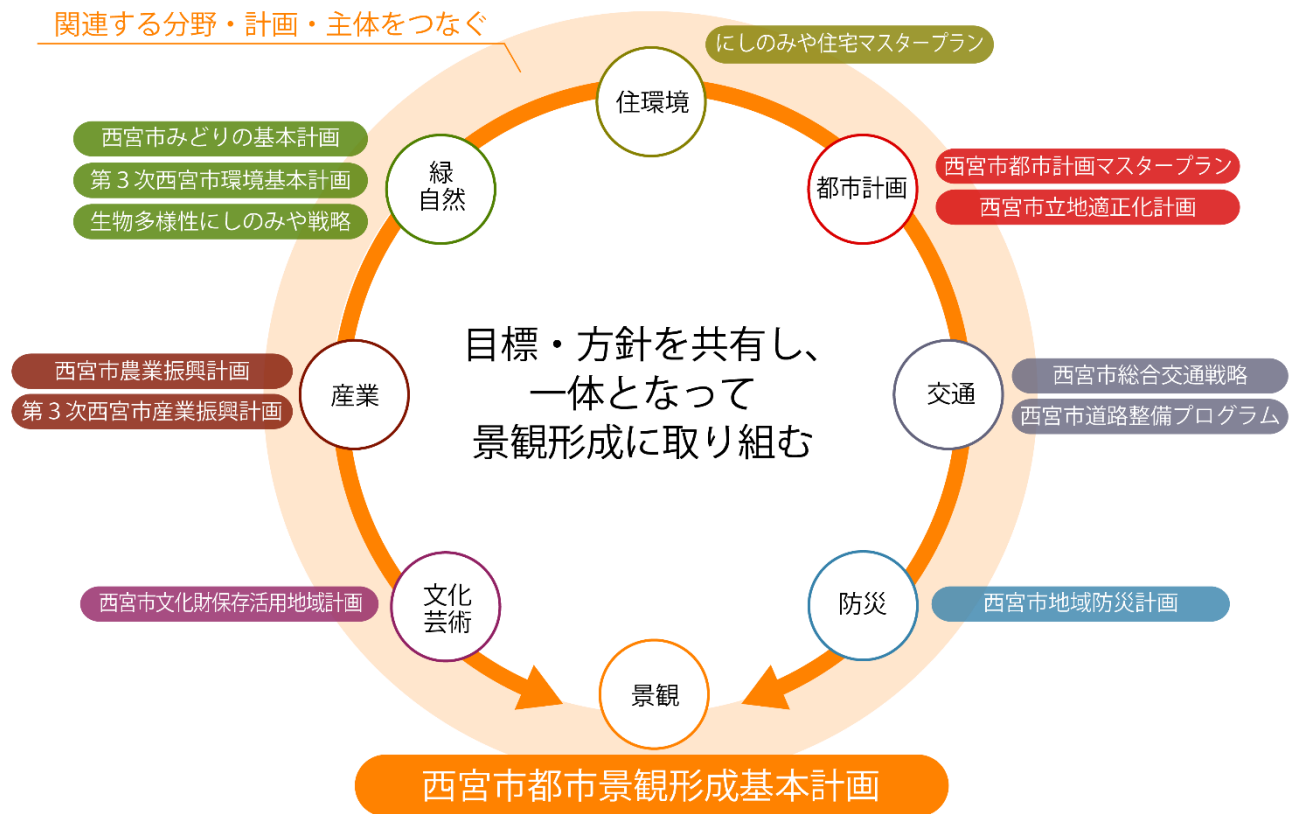 関連する分野・計画・主体をつなぐ
にしのみや住宅マスタープラン
住環境
西宮市みどりの基本計画
第３次西宮市環境基本計画
生物多様性にしのみや戦略
緑
自然
都市計画
西宮市都市計画マスタープラン
西宮市立地適正化計画
目標・方針を共有し、
一体となって
景観形成に取り組む
西宮市農業振興計画
第３次西宮市産業振興計画
産業
交通
西宮市総合交通戦略
西宮市道路整備プログラム
西宮市文化財保存活用地域計画
文化
芸術
防災
西宮市地域防災計画
景観
西宮市都市景観形成基本計画